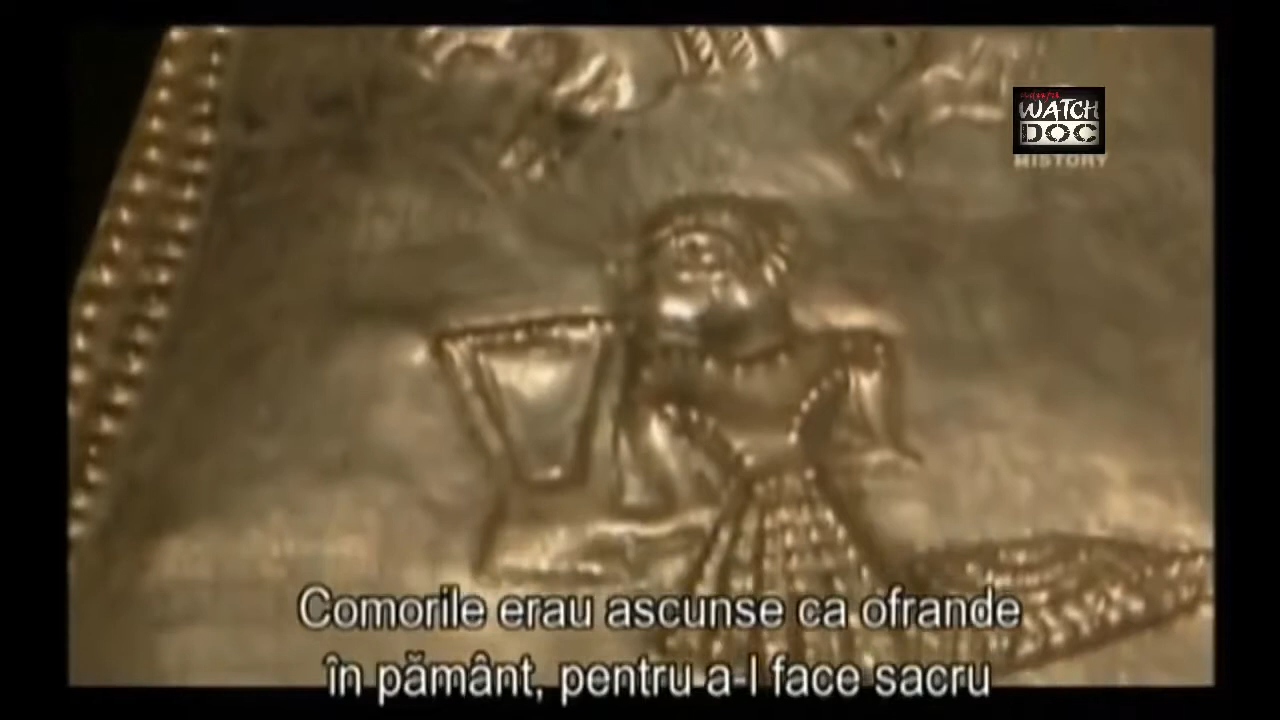 WATCH
DOC
HISTORY
Comorile erau ascunse ca ofrande
în pământ, pentru a-l face sacru